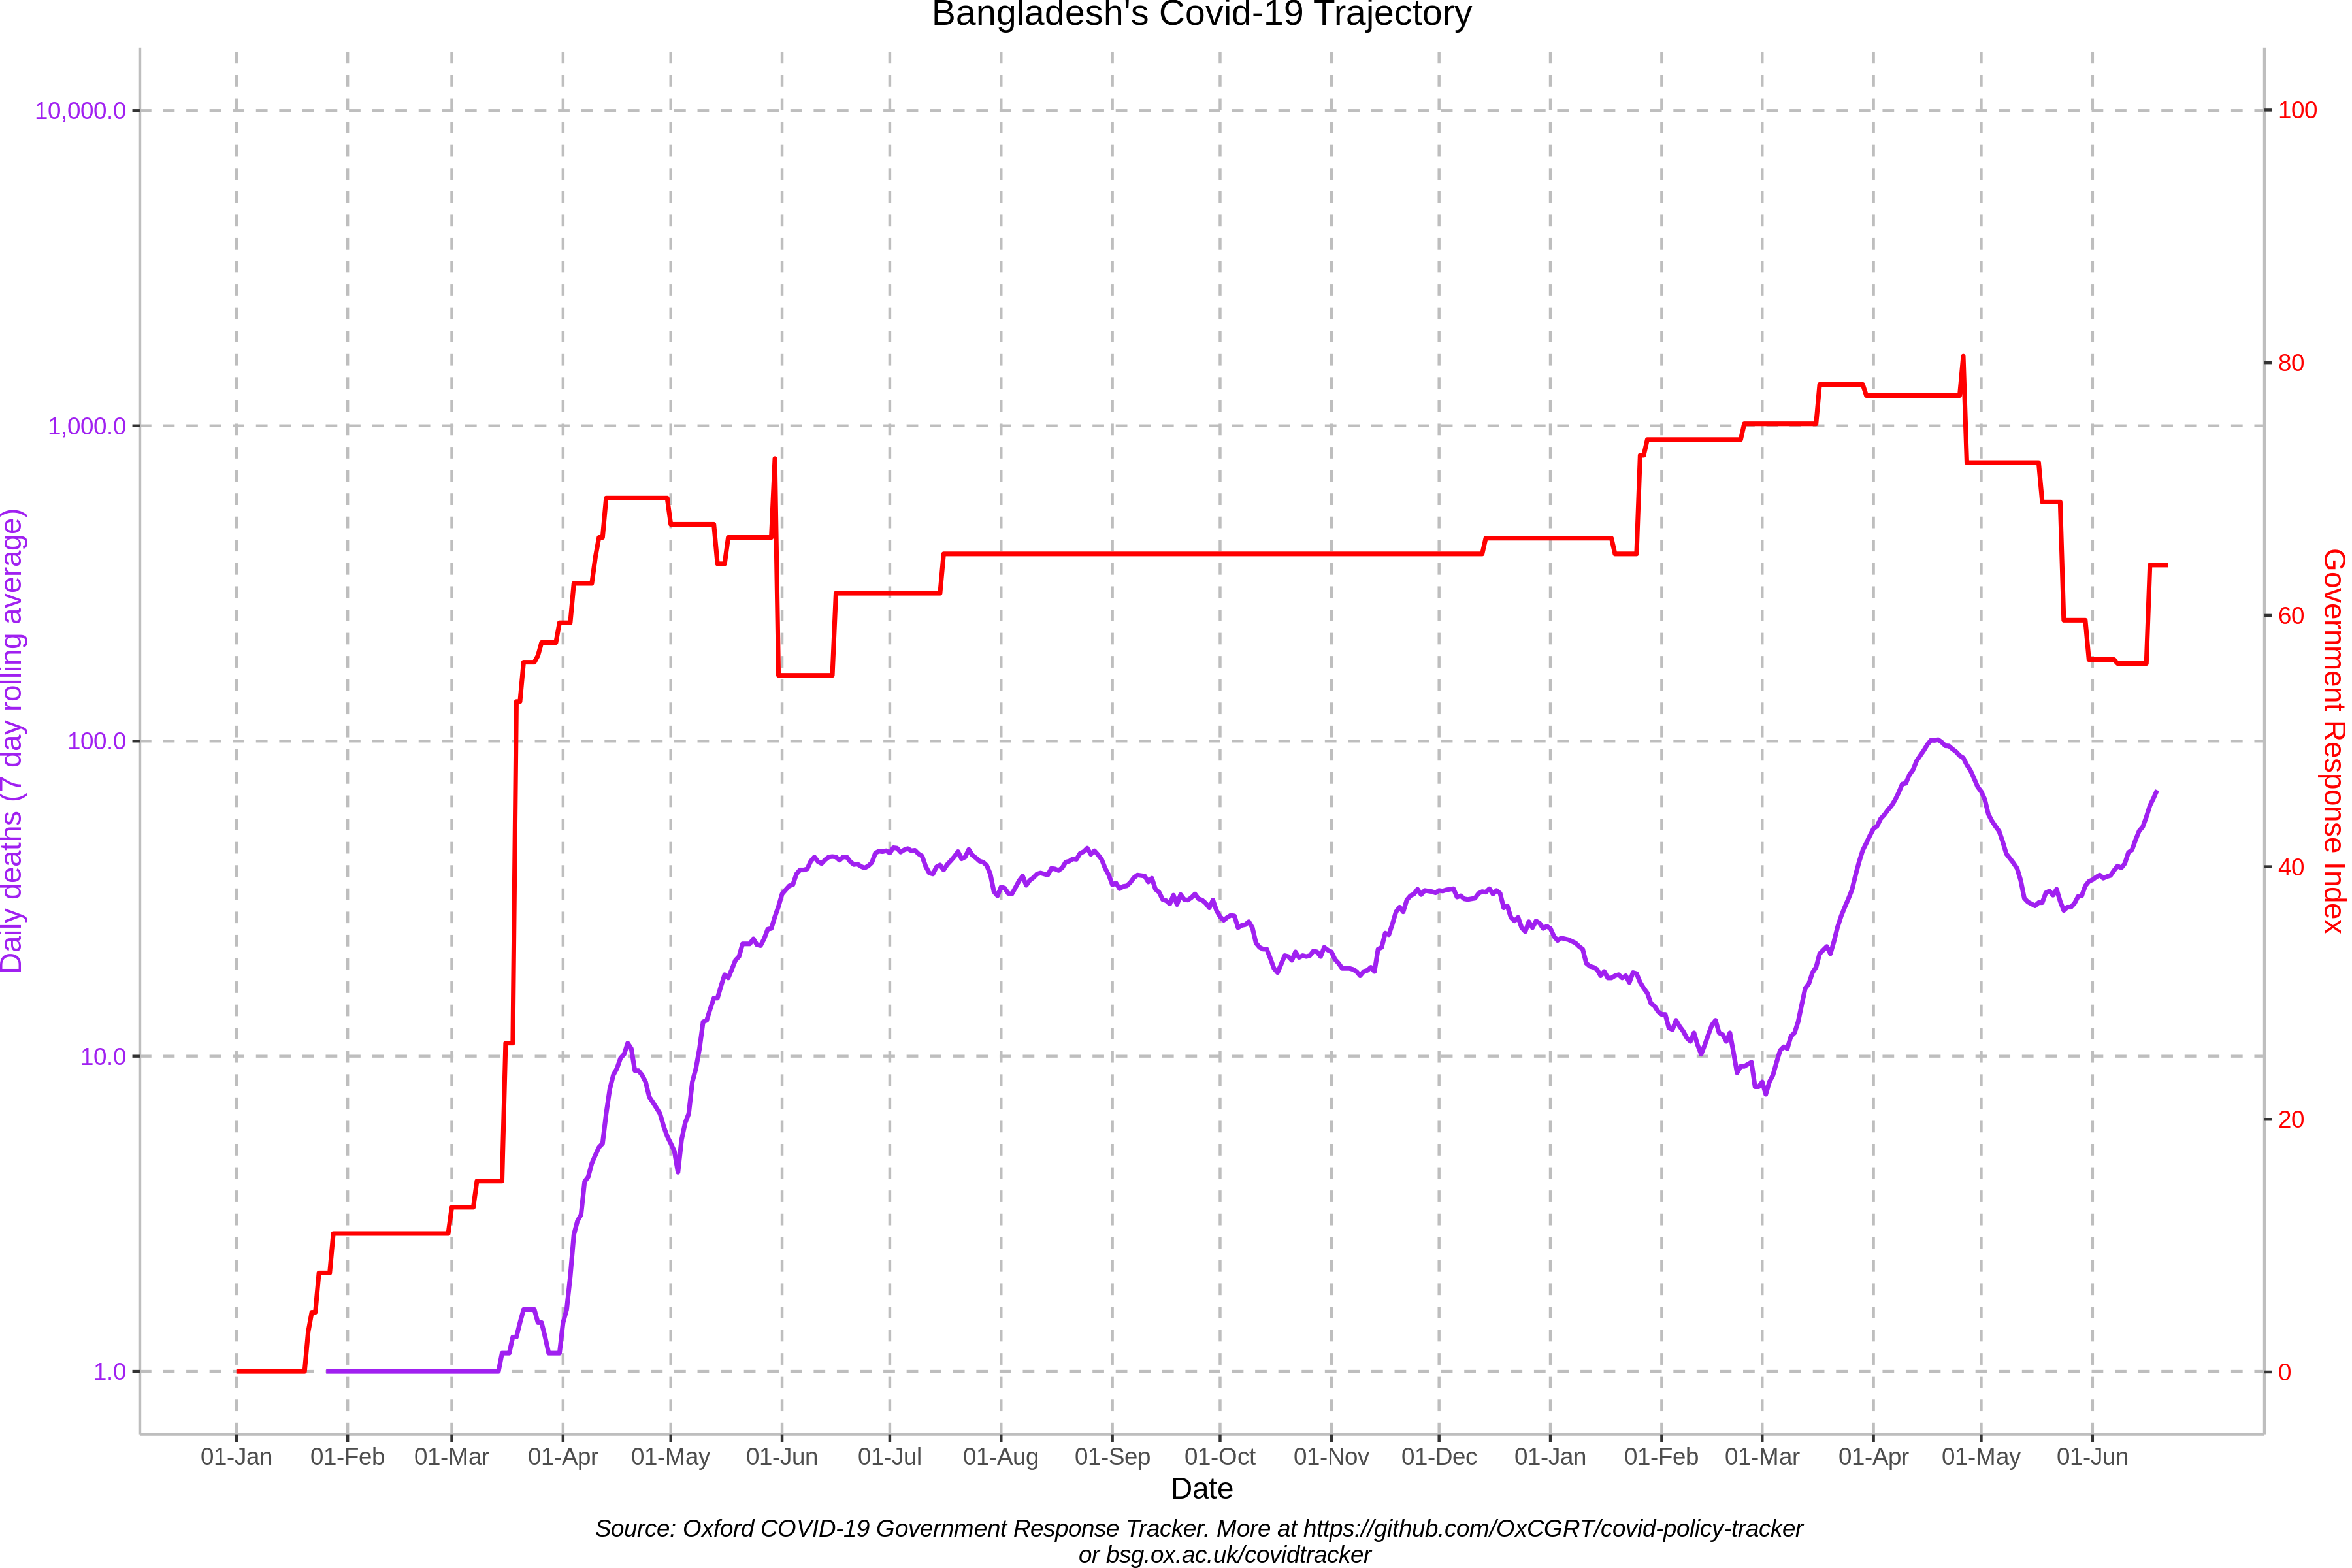 Bangladesh's Covid-19 Trajectory
Daily deaths (7 day rolling average)
10,000.0
1,000.0
100.0
10.0
1.0
100
80
60
40
20
0
Government Response Index
01-Jan 01-Feb 01-Mar 01-Apr 01-May 01-Jun 01-Jul 01-Aug 01-Sep 01-Oct 01-Nov 01-Dec 01-Jan 01-Feb 01-Mar 01-Apr 01-May 01-Jun
Date
Source: Oxford COVID-19 Government Response Tracker. More at https://github.com/OxCGRT/covid-policy-tracker
or bsg.ox.ac.uk/covidtracker